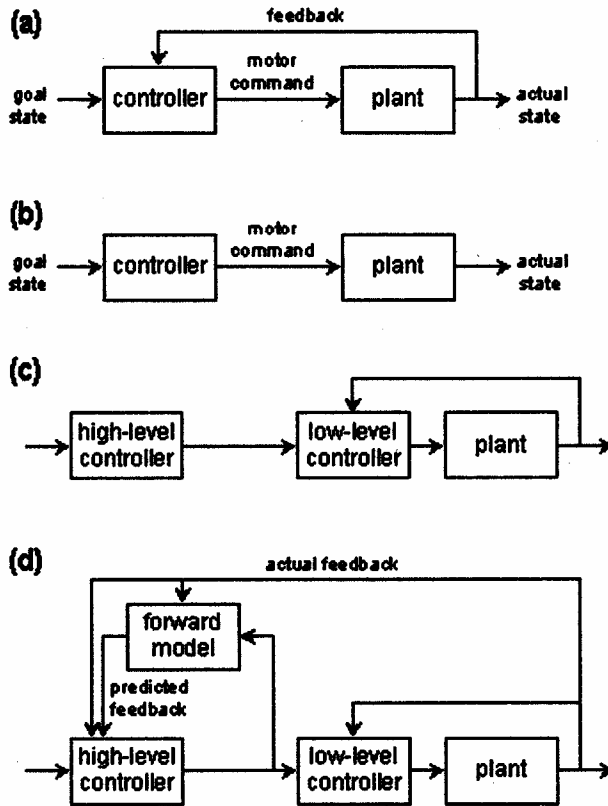 (a)
feedback
motor
command
goal
state
controller
plant
actual
state
(b)
motor
command
goal
state
controller
plant
actual
state
(c)
high-level
controller
low-level
controller
plant
(d)
actual feedback
forward
model
predicted
feedback
high-level
controller
low-level
controller
plant